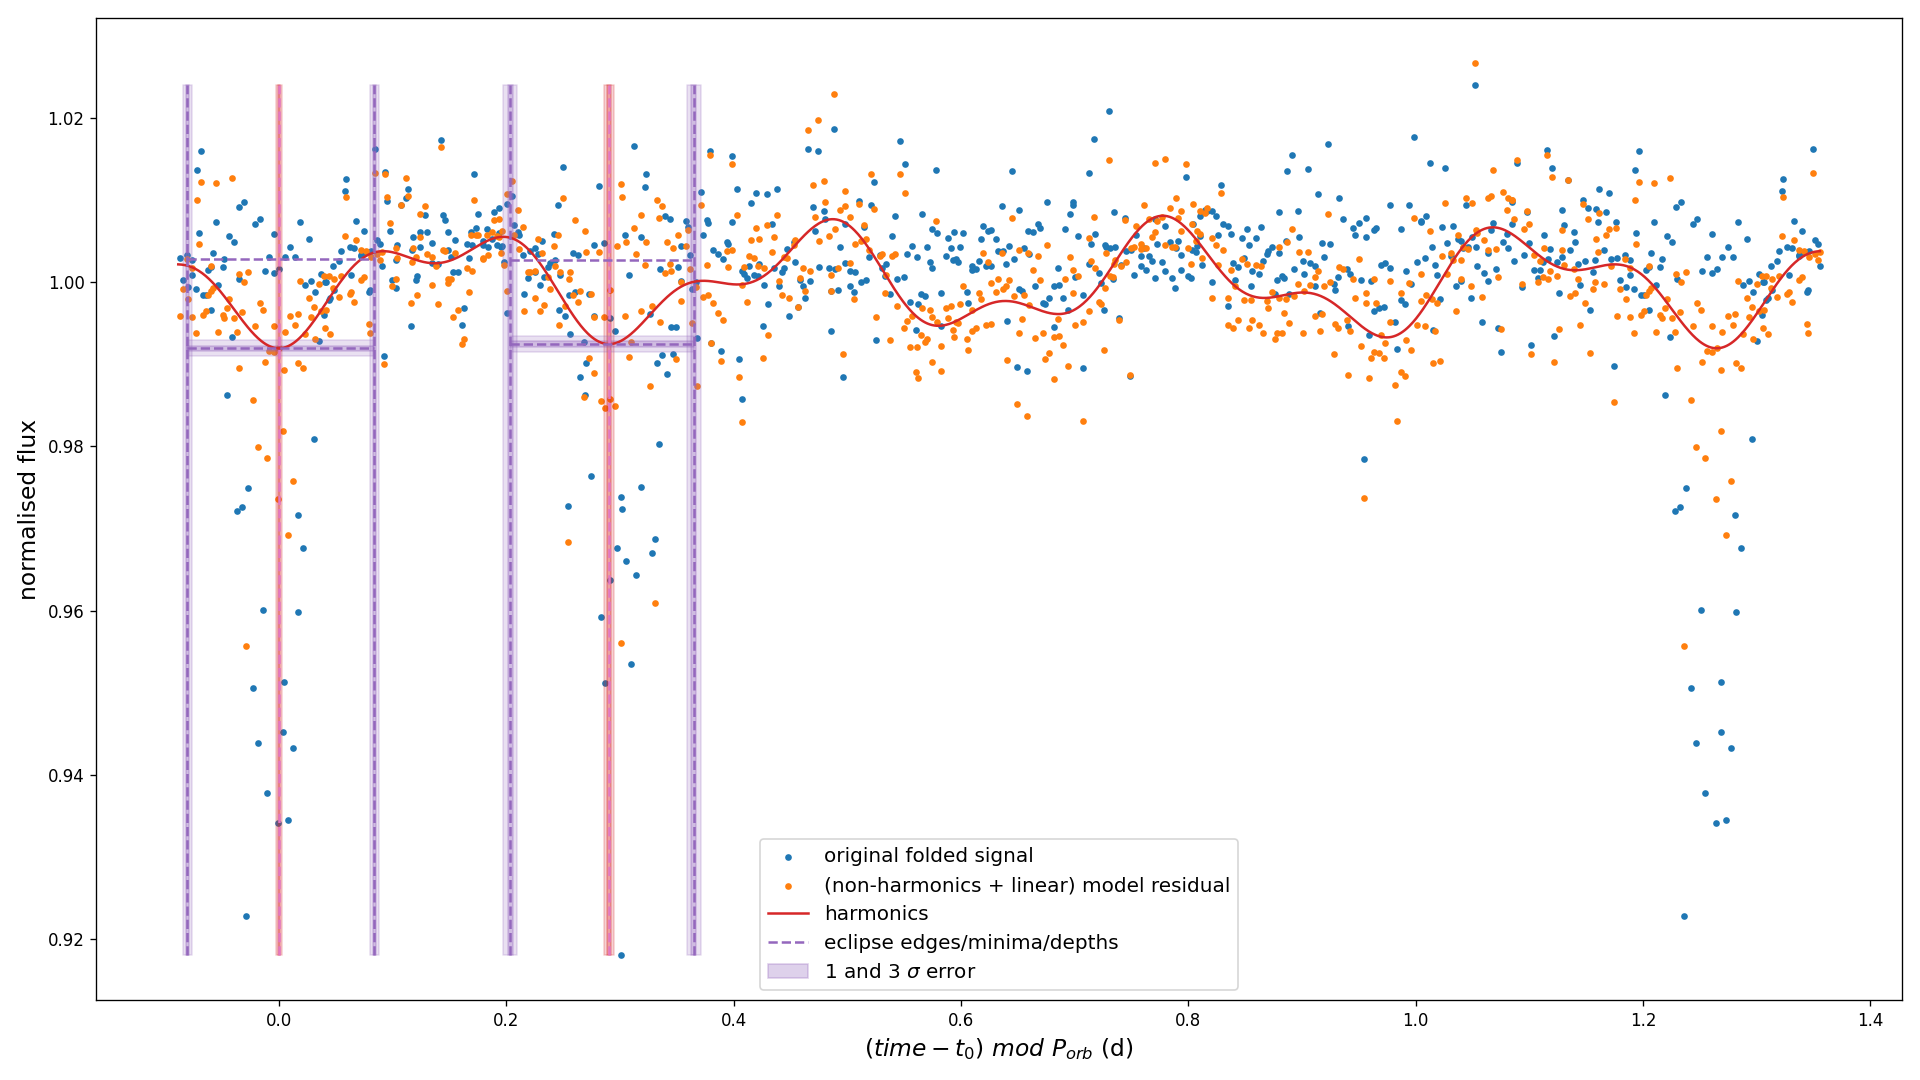 normalised flux
1.02
1.00
0.98
0.96
0.94
0.92
original folded signal
(non-harmonics + linear) model residual
harmonics
eclipse edges/minima/depths
1 and 3 σ error
0.0 0.2 0.4 0.6 0.8 1.0 1.2 1.4
(time − t₀) mod P_orb (d)